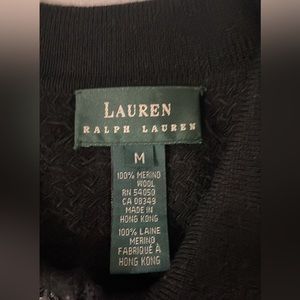 LAUREN
RALPH LAUREN
M
100% MERINO
WOOL
RN 54050
CA 08349
MADE IN
HONG KONG
100% LAINE
MERINO
FABRIQUÉ À
HONG KONG